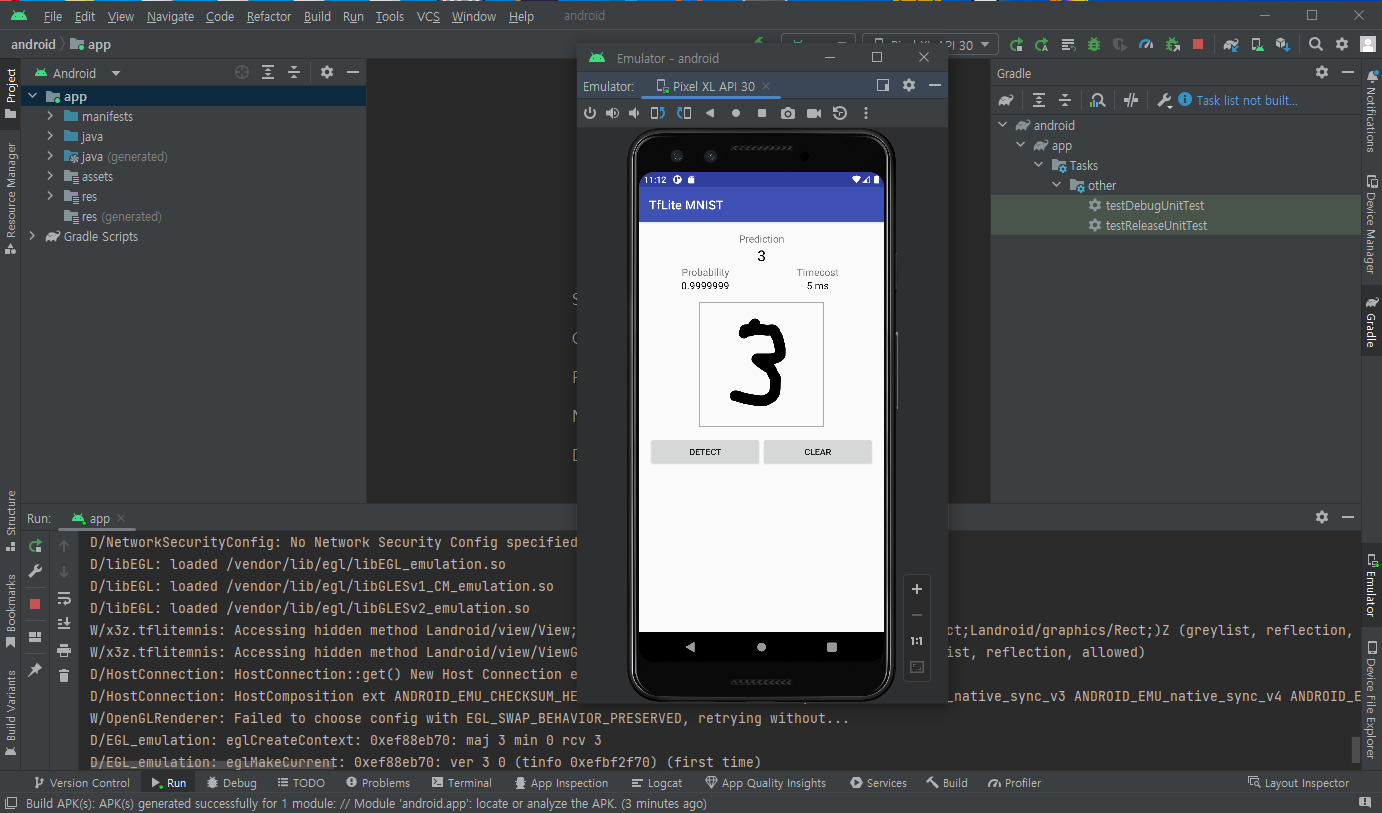 File Edit View Navigate Code Refactor Build Run Tools VCS Window Help android
android app
Pixel XL API 30
Project
Resource Manager
Structure
Bookmarks
Build Variants
Android
app
manifests
java
java (generated)
assets
res
res (generated)
Gradle Scripts
Emulator - android
Emulator: Pixel XL API 30
11:12
TfLite MNIST
Prediction
3
Probability Timecost
0.9999999 5 ms
3
DETECT CLEAR
1:1
Gradle
Task list not built...
android
app
Tasks
other
testDebugUnitTest
testReleaseUnitTest
Notifications
Device Manager
Gradle
Emulator
Device File Explorer
Run: app
D/NetworkSecurityConfig: No Network Security Config specified
D/libEGL: loaded /vendor/lib/egl/libEGL_emulation.so
D/libEGL: loaded /vendor/lib/egl/libGLESv1_CM_emulation.so
D/libEGL: loaded /vendor/lib/egl/libGLESv2_emulation.so
W/x3z.tflitemnis: Accessing hidden method Landroid/view/View; ct;Landroid/graphics/Rect;)Z (greylist, reflection,
W/x3z.tflitemnis: Accessing hidden method Landroid/view/ViewG ist, reflection, allowed)
D/HostConnection: HostConnection::get() New Host Connection e
D/HostConnection: HostComposition ext ANDROID_EMU_CHECKSUM_HE _native_sync_v3 ANDROID_EMU_native_sync_v4 ANDROID_E
W/OpenGLRenderer: Failed to choose config with EGL_SWAP_BEHAVIOR_PRESERVED, retrying without...
D/EGL_emulation: eglCreateContext: 0xef88eb70: maj 3 min 0 rcv 3
D/EGL_emulation: eglMakeCurrent: 0xef88eb70: ver 3 0 (tinfo 0xefbf2f70) (first time)
Version Control Run Debug TODO Problems Terminal App Inspection Logcat App Quality Insights Services Build Profiler Layout Inspector
Build APK(s): APK(s) generated successfully for 1 module: // Module 'android.app': locate or analyze the APK. (3 minutes ago)